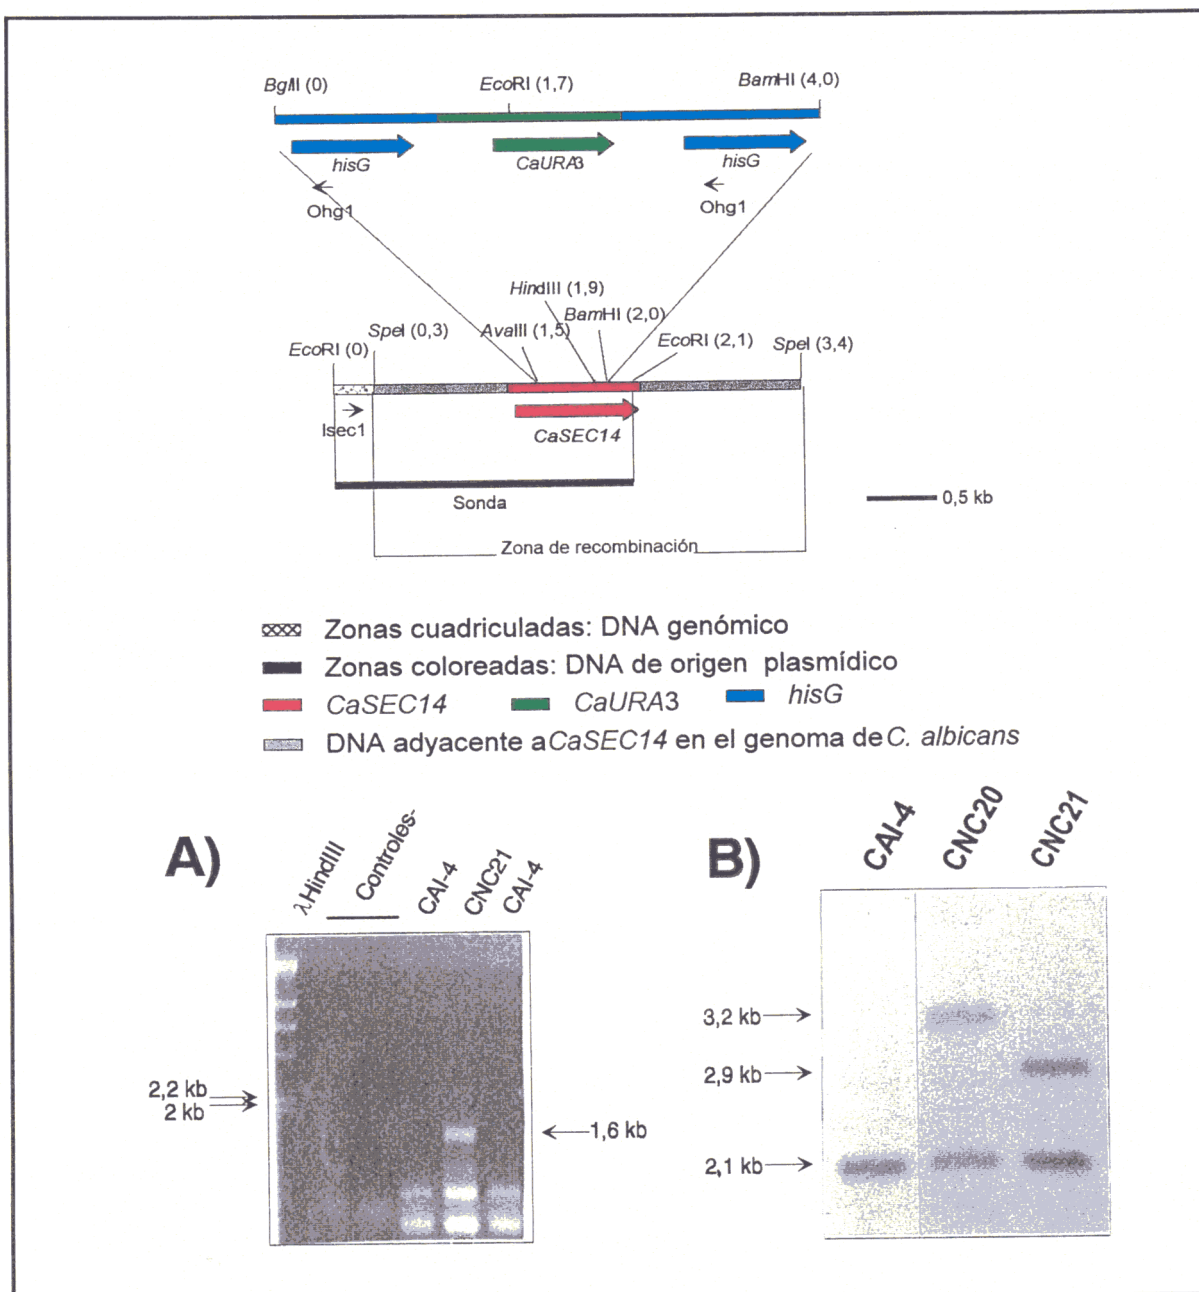 BglII (0)
EcoRI (1,7)
BamHI (4,0)
hisG
CaURA3
hisG
Ohg1
Ohg1
HindIII (1,9)
BamHI (2,0)
SpeI (0,3)
AvaIII (1,5)
EcoRI (2,1)
SpeI (3,4)
EcoRI (0)
Isec1
CaSEC14
Sonda
0,5 kb
Zona de recombinación
Zonas cuadriculadas: DNA genómico
Zonas coloreadas: DNA de origen plasmídico
CaSEC14
CaURA3
hisG
DNA adyacente a CaSEC14 en el genoma de C. albicans
A)
λHindIII
Controles-
CAI-4
CNC21
CAI-4
2,2 kb
2 kb
1,6 kb
B)
CAI-4
CNC20
CNC21
3,2 kb
2,9 kb
2,1 kb